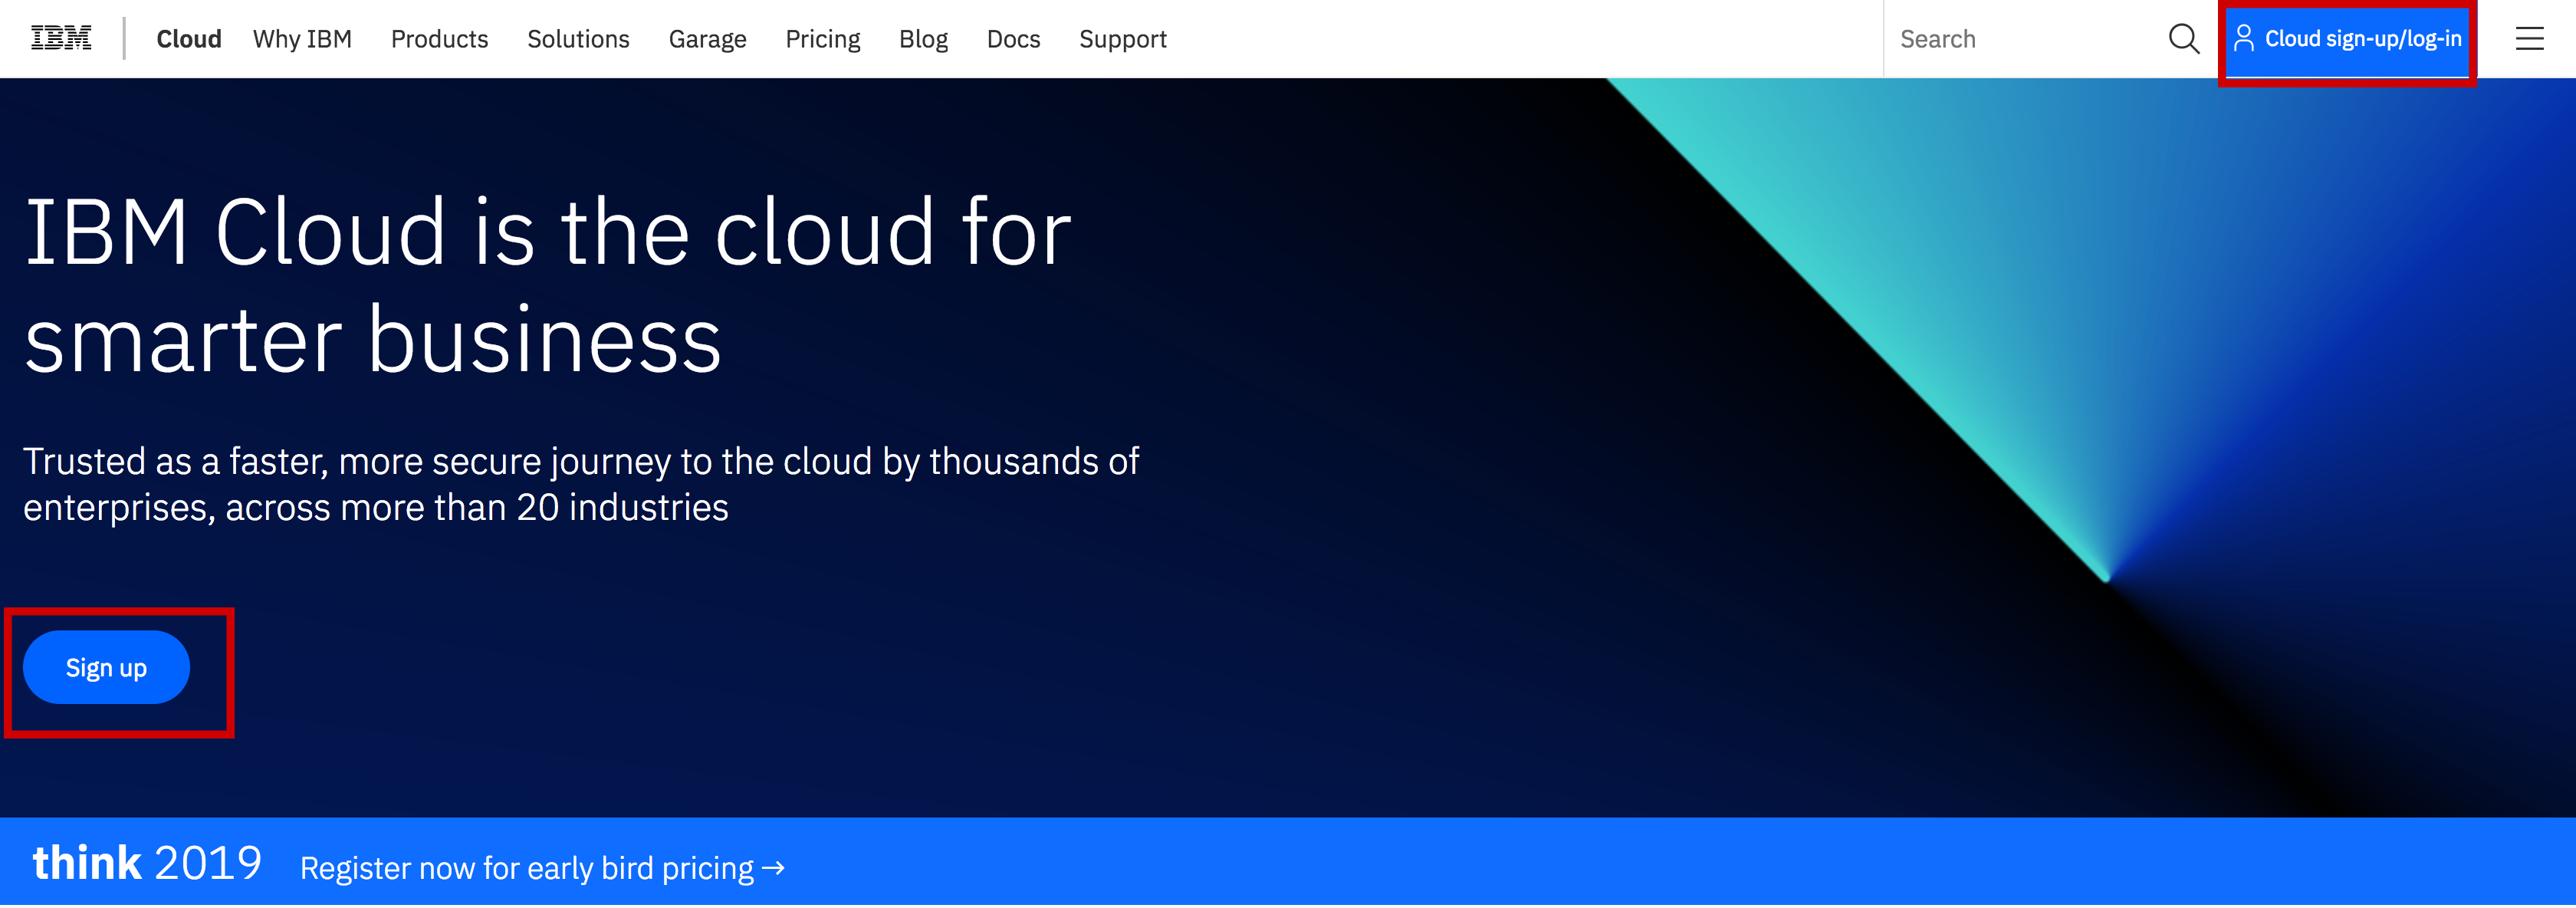 IBM Cloud Why IBM Products Solutions Garage Pricing Blog Docs Support Search Cloud sign-up/log-in
IBM Cloud is the cloud for
smarter business
Trusted as a faster, more secure journey to the cloud by thousands of
enterprises, across more than 20 industries
Sign up
think 2019 Register now for early bird pricing →